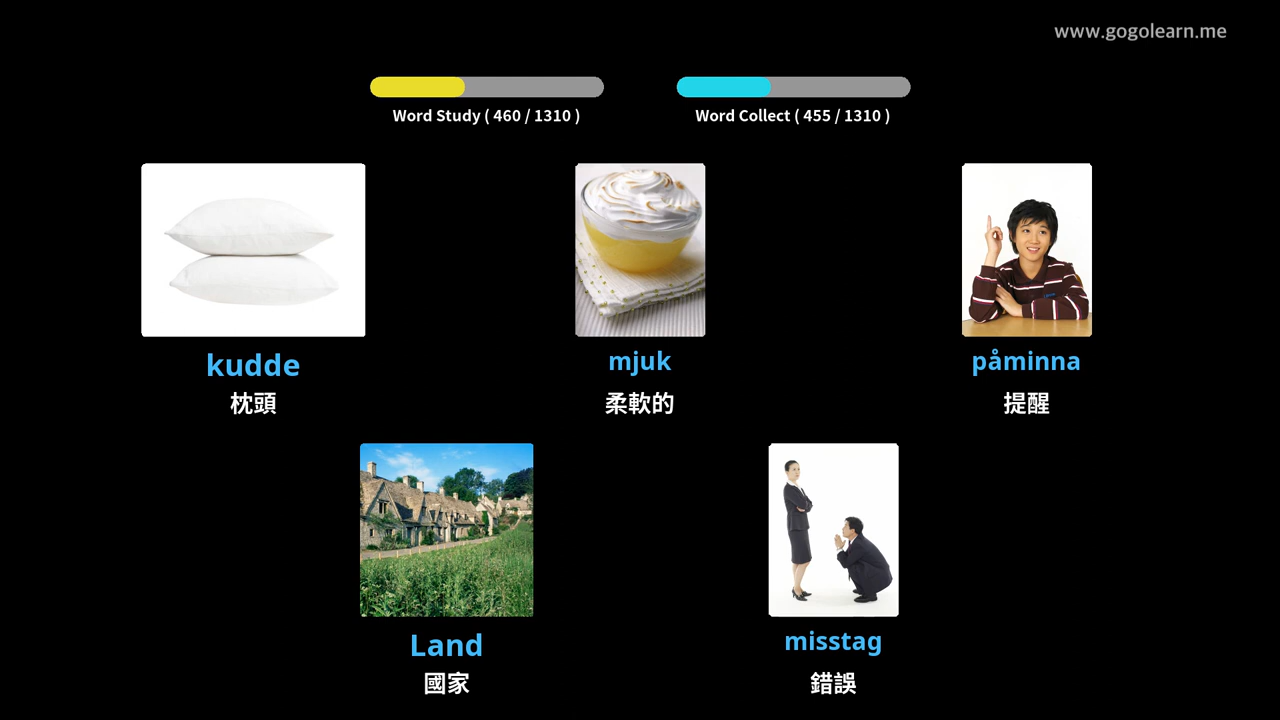 www.gogolearn.me
Word Study ( 460 / 1310 )
Word Collect ( 455 / 1310 )
kudde
枕頭
mjuk
柔軟的
påminna
提醒
Land
國家
misstag
錯誤